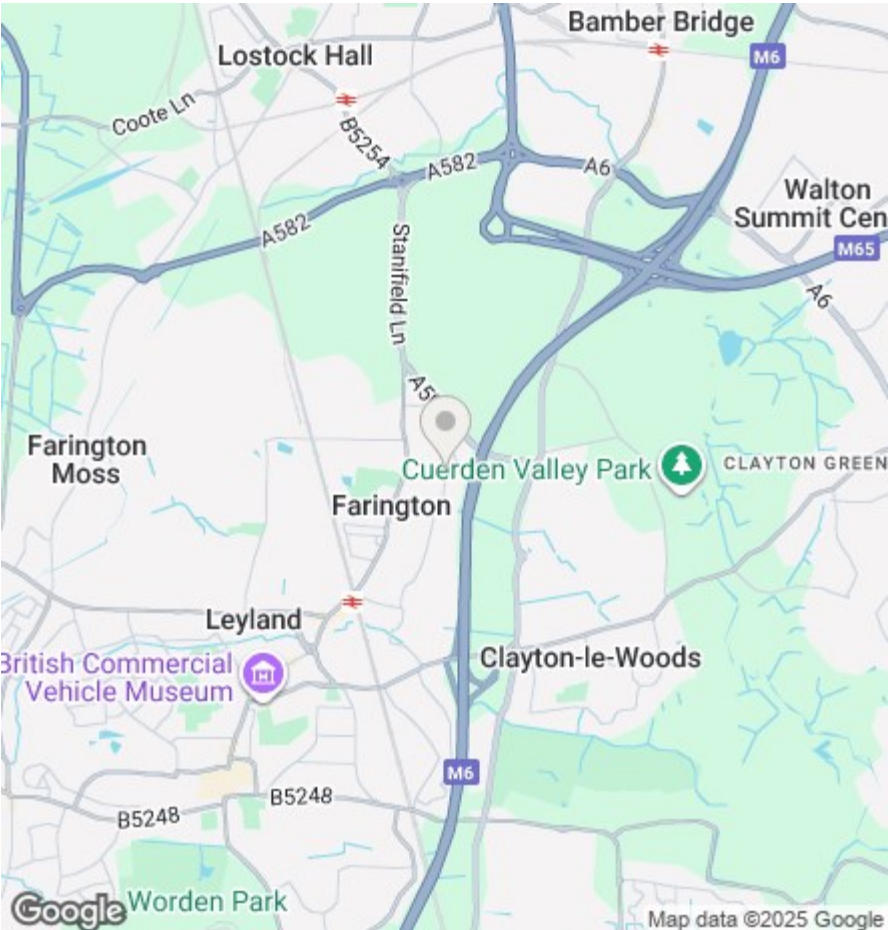 Bamber Bridge
M6
Lostock Hall
Coote Ln
B5254
A582
A6
Walton
Summit Cen
M65
A582
Stanifield Ln
A6
Farington
Moss
Cuerden Valley Park
CLAYTON GREEN
Farington
Leyland
British Commercial
Vehicle Museum
Clayton-le-Woods
M6
B5248
B5248
Worden Park
Google
Map data ©2025 Google